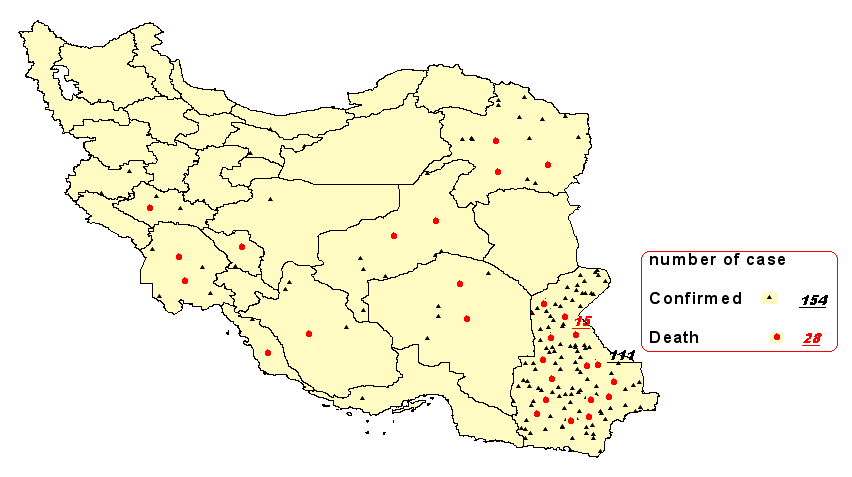 number of case
Confirmed 154
15
Death 28
111